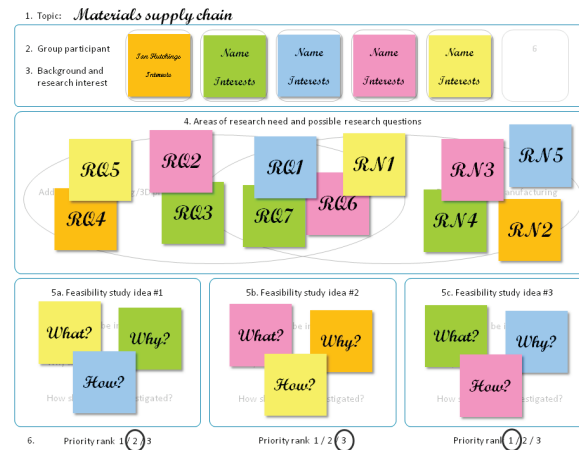 1. Topic: Materials supply chain
2. Group participant
3. Background and
research interest
Ian Hutchings
Interests
Name
Interests
Name
Interests
Name
Interests
Name
Interests
6
4. Areas of research need and possible research questions
RQ5
RQ2
RQ1
RN1
RN3
RN5
RQ4
RQ3
RQ7
RQ6
RN4
RN2
5a. Feasibility study idea #1
What?
Why?
How?
5b. Feasibility study idea #2
What?
Why?
How?
5c. Feasibility study idea #3
What?
Why?
How?
6.
Priority rank 1 / 2 / 3
Priority rank 1 / 2 / 3
Priority rank 1 / 2 / 3